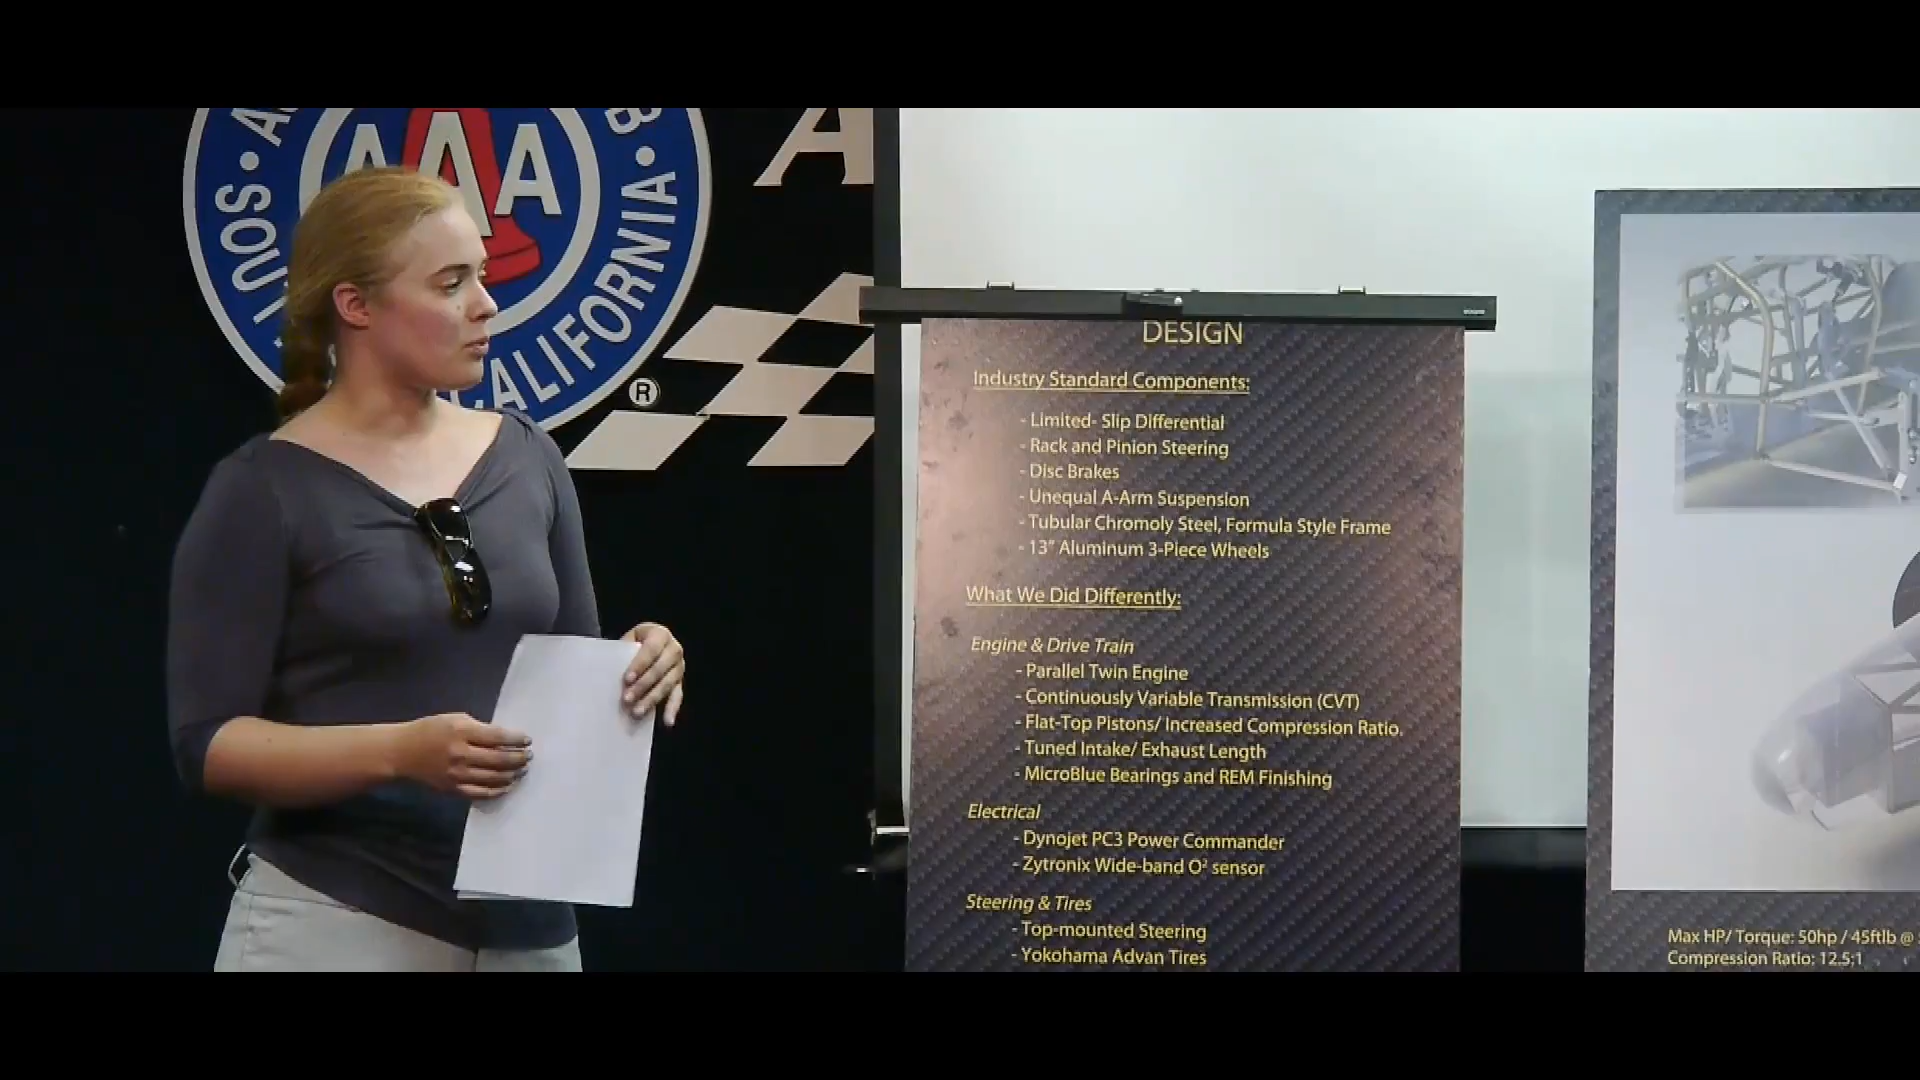 AAA
SOUT
CALIFORNIA
®
A
DESIGN
Industry Standard Components:
- Limited- Slip Differential
- Rack and Pinion Steering
- Disc Brakes
- Unequal A-Arm Suspension
- Tubular Chromoly Steel, Formula Style Frame
- 13" Aluminum 3-Piece Wheels
What We Did Differently:
Engine & Drive Train
- Parallel Twin Engine
- Continuously Variable Transmission (CVT)
- Flat-Top Pistons/ Increased Compression Ratio.
- Tuned Intake/ Exhaust Length
- MicroBlue Bearings and REM Finishing
Electrical
- Dynojet PC3 Power Commander
- Zytronix Wide-band O² sensor
Steering & Tires
- Top-mounted Steering
- Yokohama Advan Tires
Max HP/ Torque: 50hp / 45ftlb @
Compression Ratio: 12.5:1